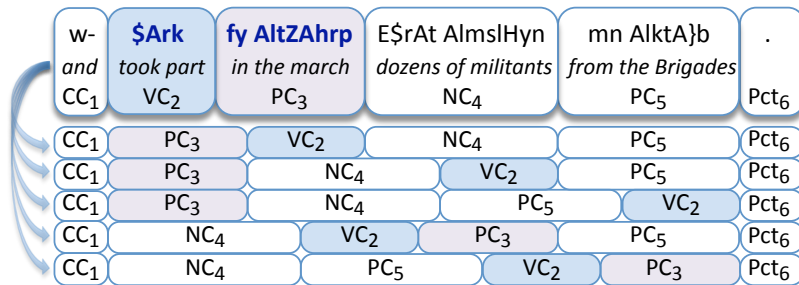 w- $Ark fy AltZAhrp E$rAt AlmslHyn mn AlktA}b .
and took part in the march dozens of militants from the Brigades
CC1 VC2 PC3 NC4 PC5 Pct6
CC1 PC3 VC2 NC4 PC5 Pct6
CC1 PC3 NC4 VC2 PC5 Pct6
CC1 PC3 NC4 PC5 VC2 Pct6
CC1 NC4 VC2 PC3 PC5 Pct6
CC1 NC4 PC5 VC2 PC3 Pct6